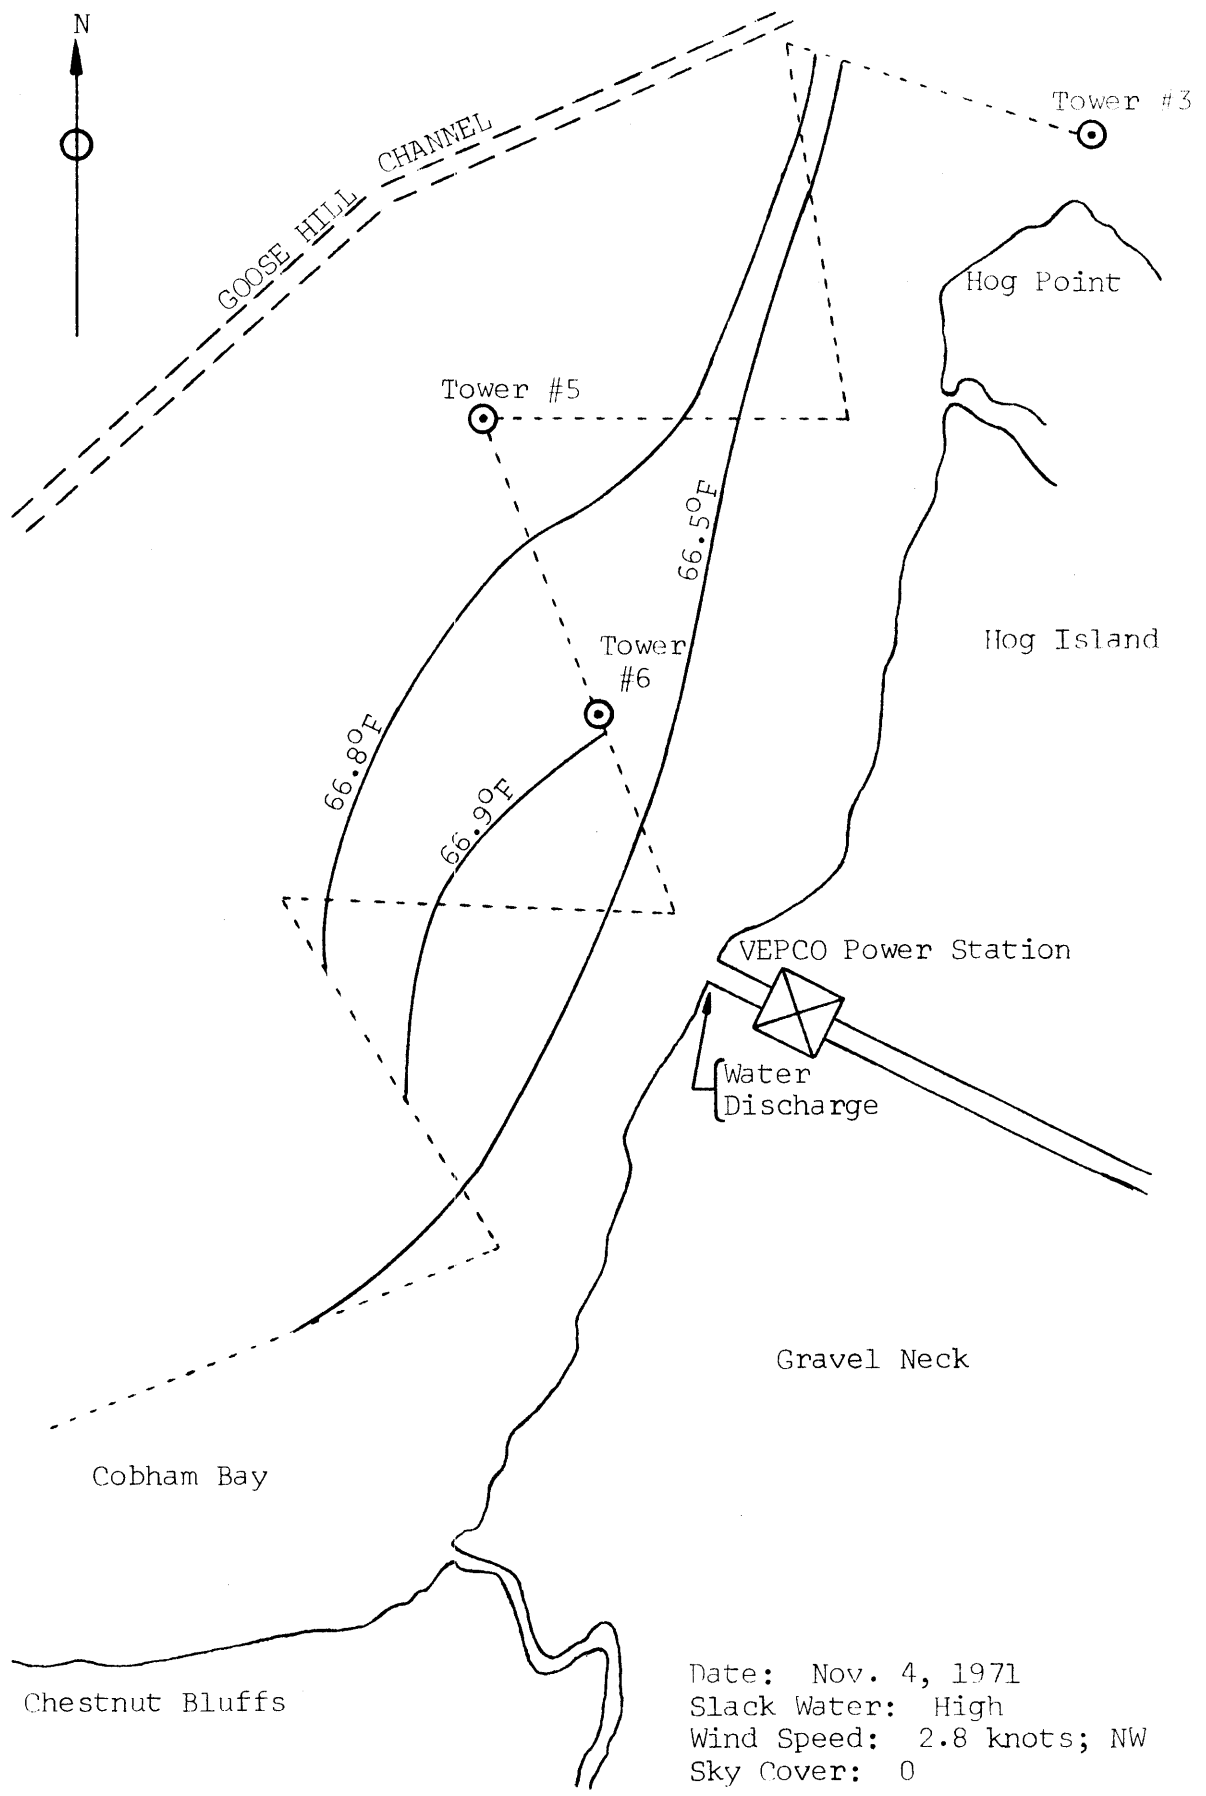 N
Tower #3
GOOSE HILL CHANNEL
Hog Point
Tower #5
66.5°F
Hog Island
Tower
#6
66.8°F
66.9°F
VEPCO Power Station
Water
Discharge
Gravel Neck
Cobham Bay
Chestnut Bluffs
Date: Nov. 4, 1971
Slack Water: High
Wind Speed: 2.8 knots; NW
Sky Cover: 0